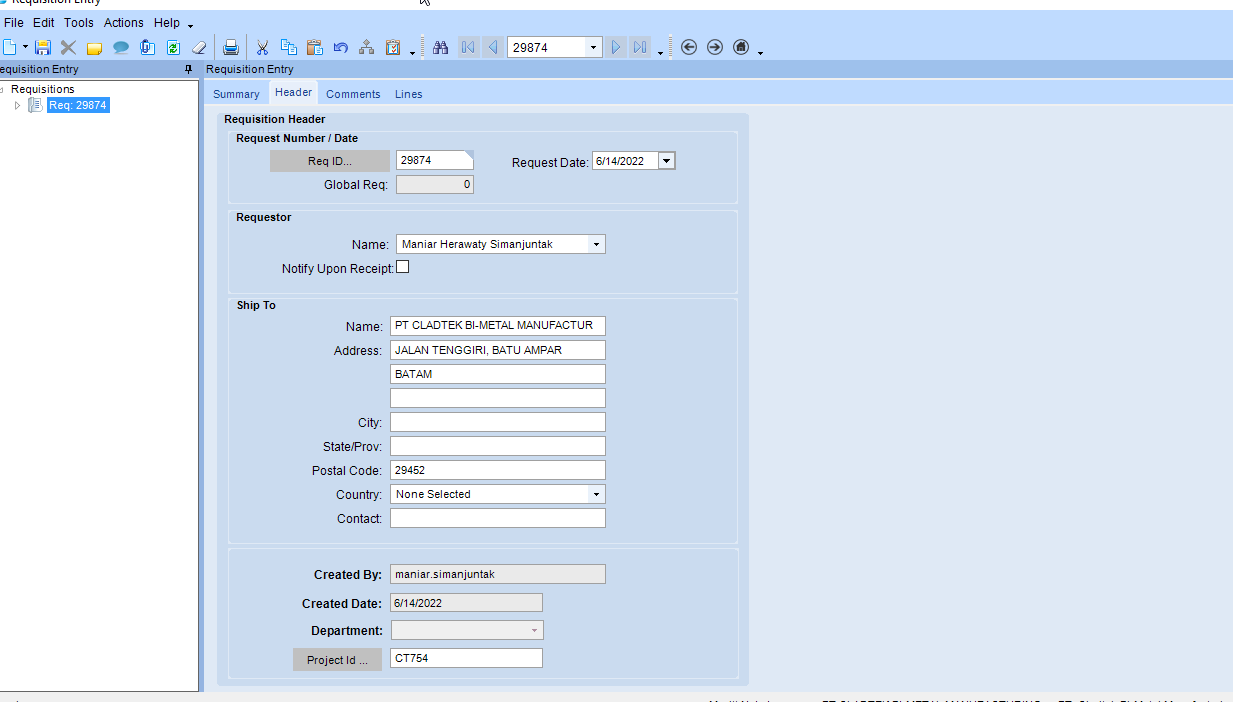 Requisition Entry
File Edit Tools Actions Help
29874
equisition Entry
Requisition Entry
Requisitions
Req: 29874
Summary Header Comments Lines
Requisition Header
Request Number / Date
Req ID... 29874 Request Date: 6/14/2022
Global Req: 0
Requestor
Name: Maniar Herawaty Simanjuntak
Notify Upon Receipt:
Ship To
Name: PT CLADTEK BI-METAL MANUFACTUR
Address: JALAN TENGGIRI, BATU AMPAR
BATAM
City:
State/Prov:
Postal Code: 29452
Country: None Selected
Contact:
Created By: maniar.simanjuntak
Created Date: 6/14/2022
Department:
Project Id ... CT754